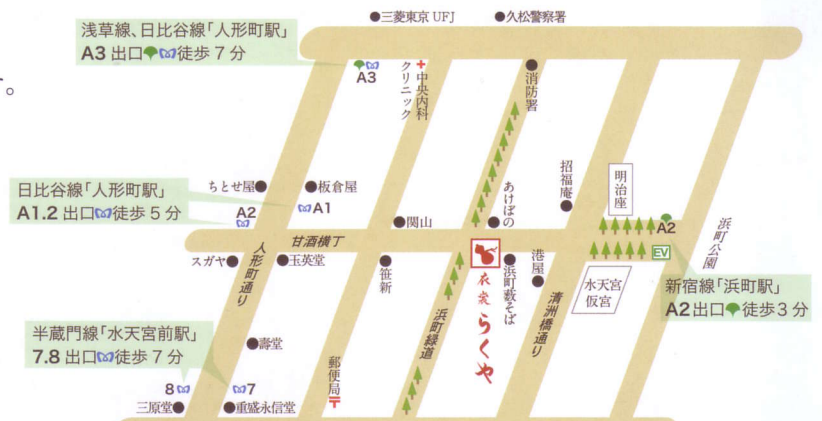 ●三菱東京UFJ
●久松警察署
浅草線、日比谷線「人形町駅」
A3 出口 徒歩 7 分
A3
中央内科
クリニック
消防署
す。
日比谷線「人形町駅」
A1.2 出口 徒歩 5 分
ちとせ屋●
●板倉屋
A2
A1
●関山
あけぼの
招福庵
明治座
A2
浜町公園
甘酒横丁
スガヤ●
●玉英堂
人形町通り
笹新
浜町緑道
衣裳 らくや
浜町藪そば
港屋
清洲橋通り
水天宮
仮宮
EV
新宿線「浜町駅」
A2出口 徒歩3 分
半蔵門線「水天宮前駅」
7.8 出口 徒歩 7 分
●壽堂
郵便局
〒
8
7
三原堂●
●重盛永信堂